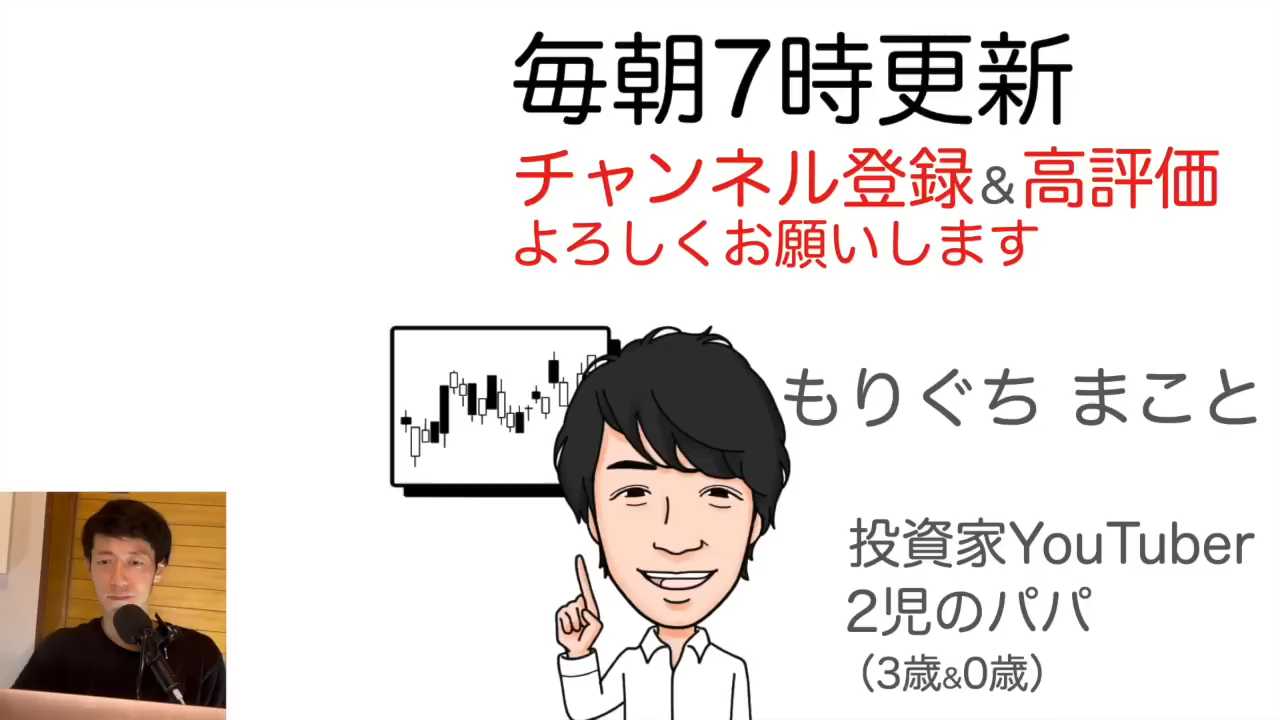 毎朝7時更新
チャンネル登録&高評価
よろしくお願いします
もりぐち まこと
投資家YouTuber
2児のパパ
（3歳&0歳）